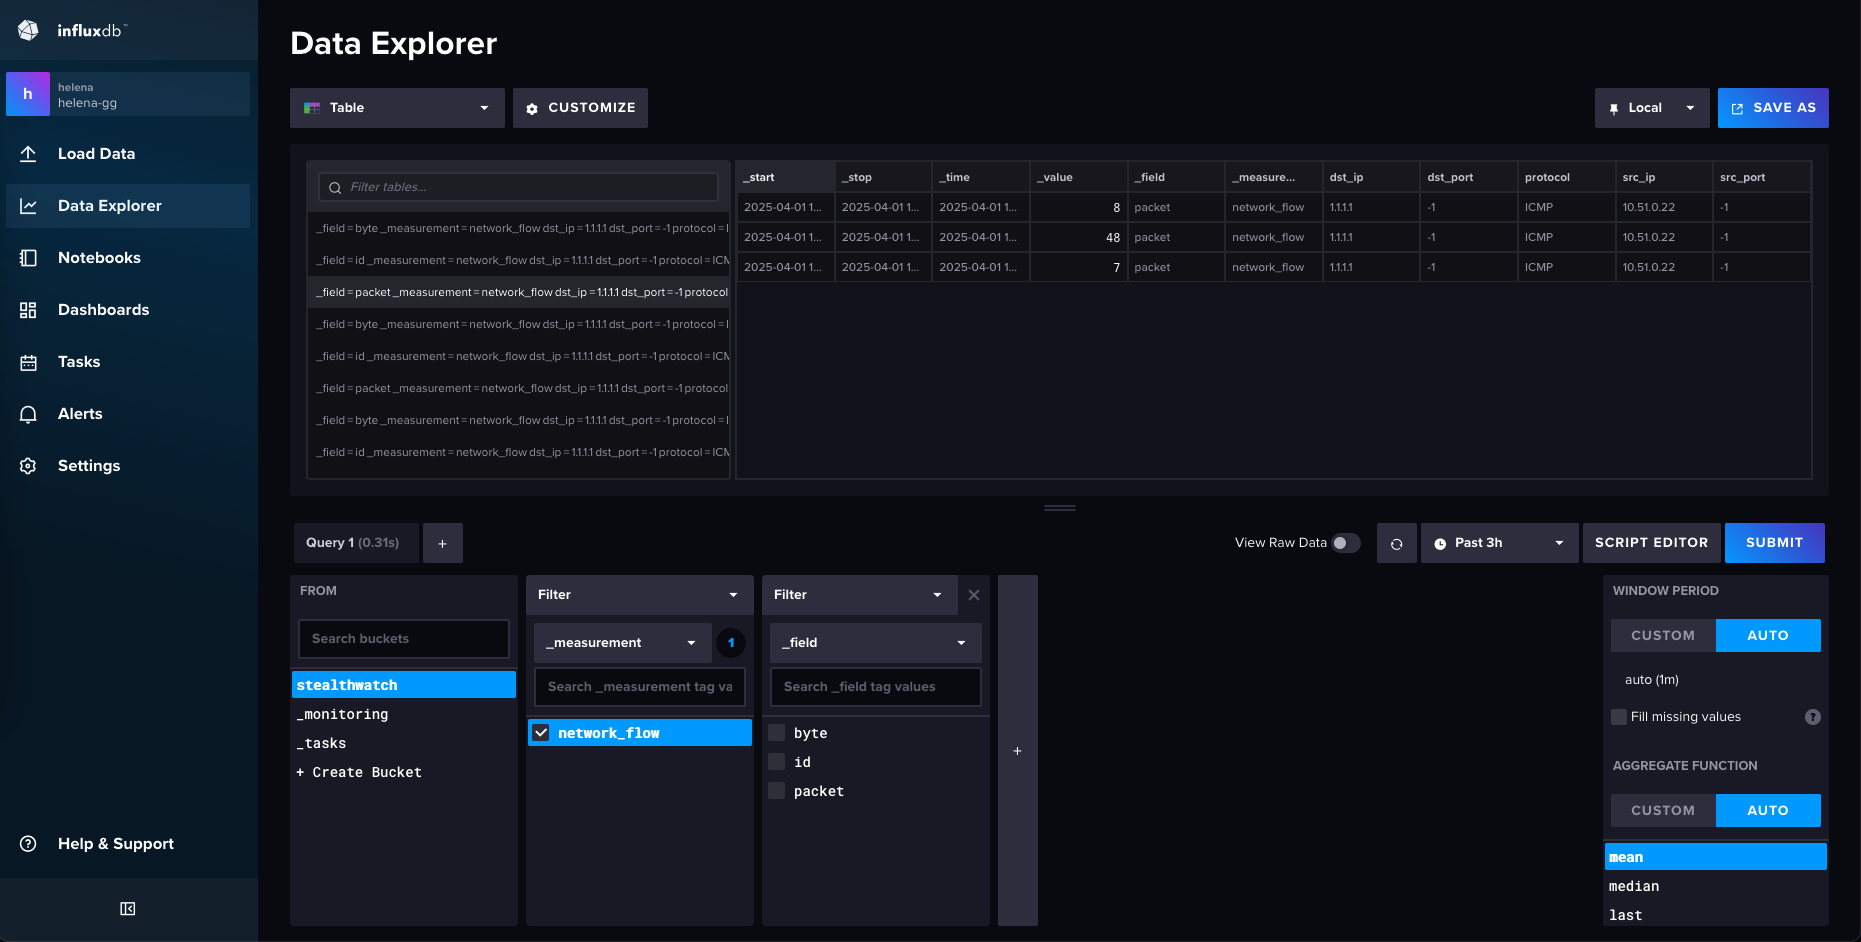 influxdb™
h
helena
helena-gg
Load Data
Data Explorer
Notebooks
Dashboards
Tasks
Alerts
Settings
Help & Support
Data Explorer
Table
CUSTOMIZE
Local
SAVE AS
Filter tables...
_field = byte _measurement = network_flow dst_ip = 1.1.1.1 dst_port = -1 protocol = I
_field = id _measurement = network_flow dst_ip = 1.1.1.1 dst_port = -1 protocol = ICM
_field = packet _measurement = network_flow dst_ip = 1.1.1.1 dst_port = -1 protocol
_field = byte _measurement = network_flow dst_ip = 1.1.1.1 dst_port = -1 protocol = I
_field = id _measurement = network_flow dst_ip = 1.1.1.1 dst_port = -1 protocol = ICM
_field = packet _measurement = network_flow dst_ip = 1.1.1.1 dst_port = -1 protocol
_field = byte _measurement = network_flow dst_ip = 1.1.1.1 dst_port = -1 protocol = I
_field = id _measurement = network_flow dst_ip = 1.1.1.1 dst_port = -1 protocol = ICM
_start _stop _time _value _field _measure... dst_ip dst_port protocol src_ip src_port
2025-04-01 1... 2025-04-01 1... 2025-04-01 1... 8 packet network_flow 1.1.1.1 -1 ICMP 10.51.0.22 -1
2025-04-01 1... 2025-04-01 1... 2025-04-01 1... 48 packet network_flow 1.1.1.1 -1 ICMP 10.51.0.22 -1
2025-04-01 1... 2025-04-01 1... 2025-04-01 1... 7 packet network_flow 1.1.1.1 -1 ICMP 10.51.0.22 -1
Query 1 (0.31s)
+
View Raw Data
Past 3h
SCRIPT EDITOR
SUBMIT
FROM
Search buckets
stealthwatch
_monitoring
_tasks
+ Create Bucket
Filter
_measurement
1
Search _measurement tag va
network_flow
Filter
_field
Search _field tag values
byte
id
packet
+
WINDOW PERIOD
CUSTOM
AUTO
auto (1m)
Fill missing values
?
AGGREGATE FUNCTION
CUSTOM
AUTO
mean
median
last